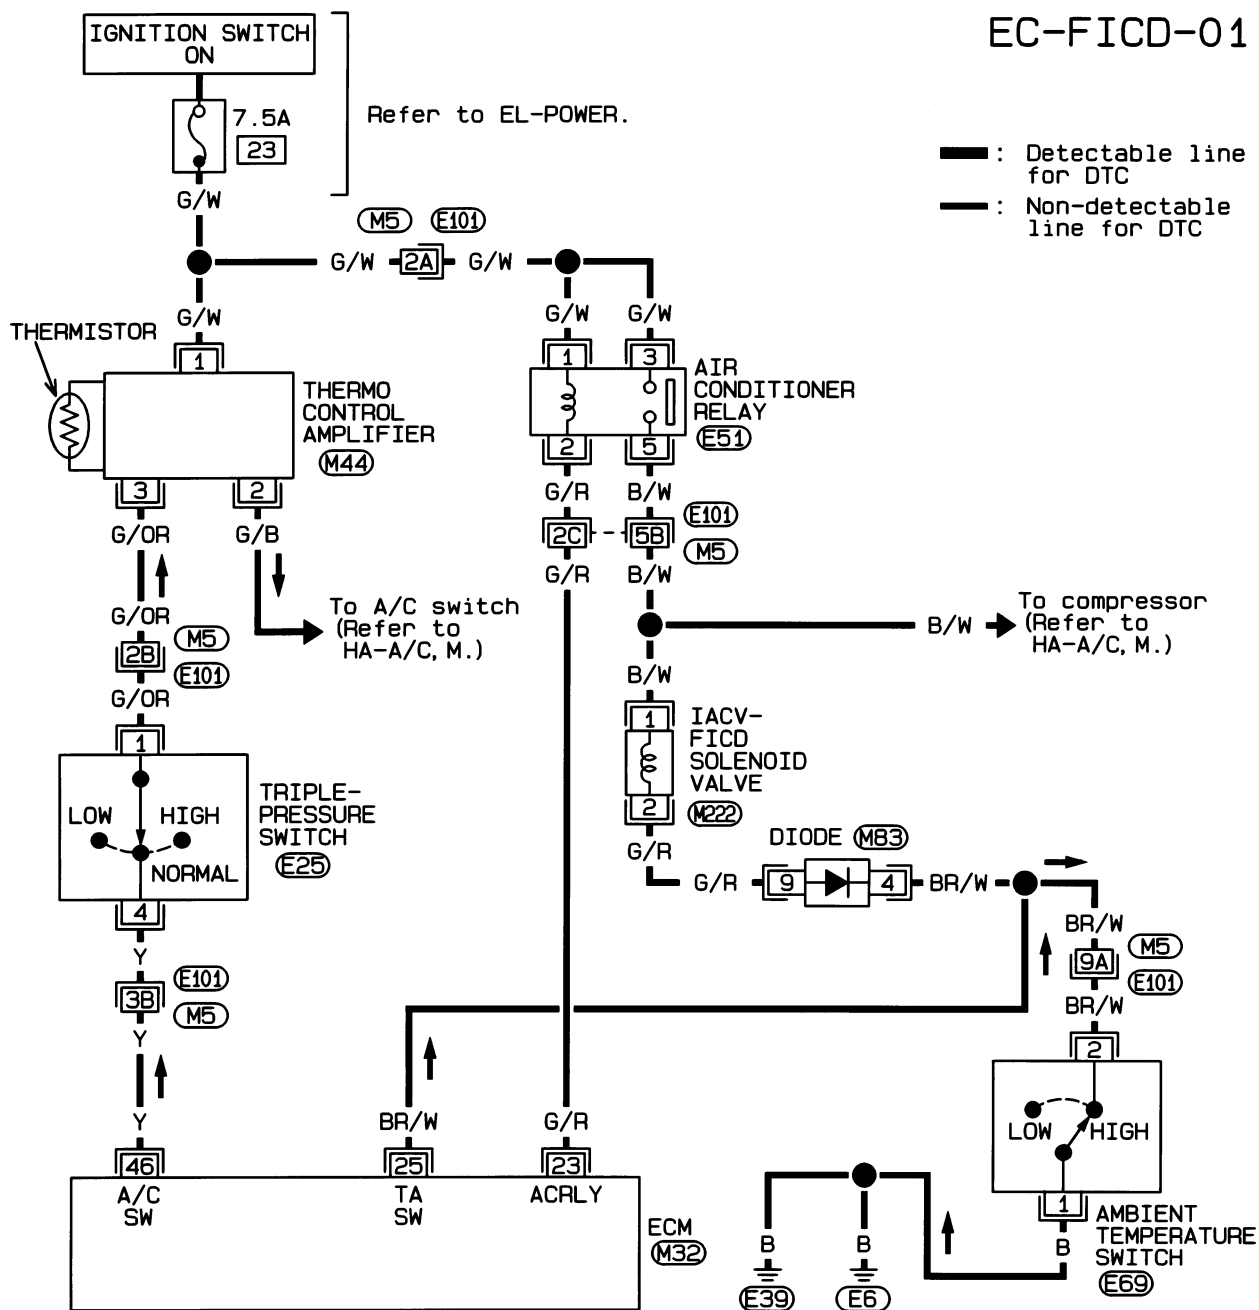 EC-FICD-01
IGNITION SWITCH
ON
7.5A
23
Refer to EL-POWER.
: Detectable line
for DTC
: Non-detectable
line for DTC
G/W
M5 E101
G/W 2A G/W
G/W G/W G/W
THERMISTOR
1 1 3
THERMO
CONTROL
AMPLIFIER
M44
AIR
CONDITIONER
RELAY
E51
3 2 2 5
G/OR G/B G/R B/W
E101
2C 5B
M5
G/R B/W
To A/C switch
(Refer to
HA-A/C, M.)
B/W
To compressor
(Refer to
HA-A/C, M.)
G/OR
M5
2B
E101
G/OR
B/W
1
1
IACV-
FICD
SOLENOID
VALVE
2
M222
LOW HIGH
NORMAL
TRIPLE-
PRESSURE
SWITCH
E25
4
G/R
DIODE M83
G/R 9 4 BR/W
BR/W
M5
9A
E101
BR/W
Y
E101
3B
M5
Y
2
LOW HIGH
1
AMBIENT
TEMPERATURE
SWITCH
E69
Y BR/W G/R
46 25 23
A/C
SW
TA
SW
ACRLY
ECM
M32
B B B
E39 E6